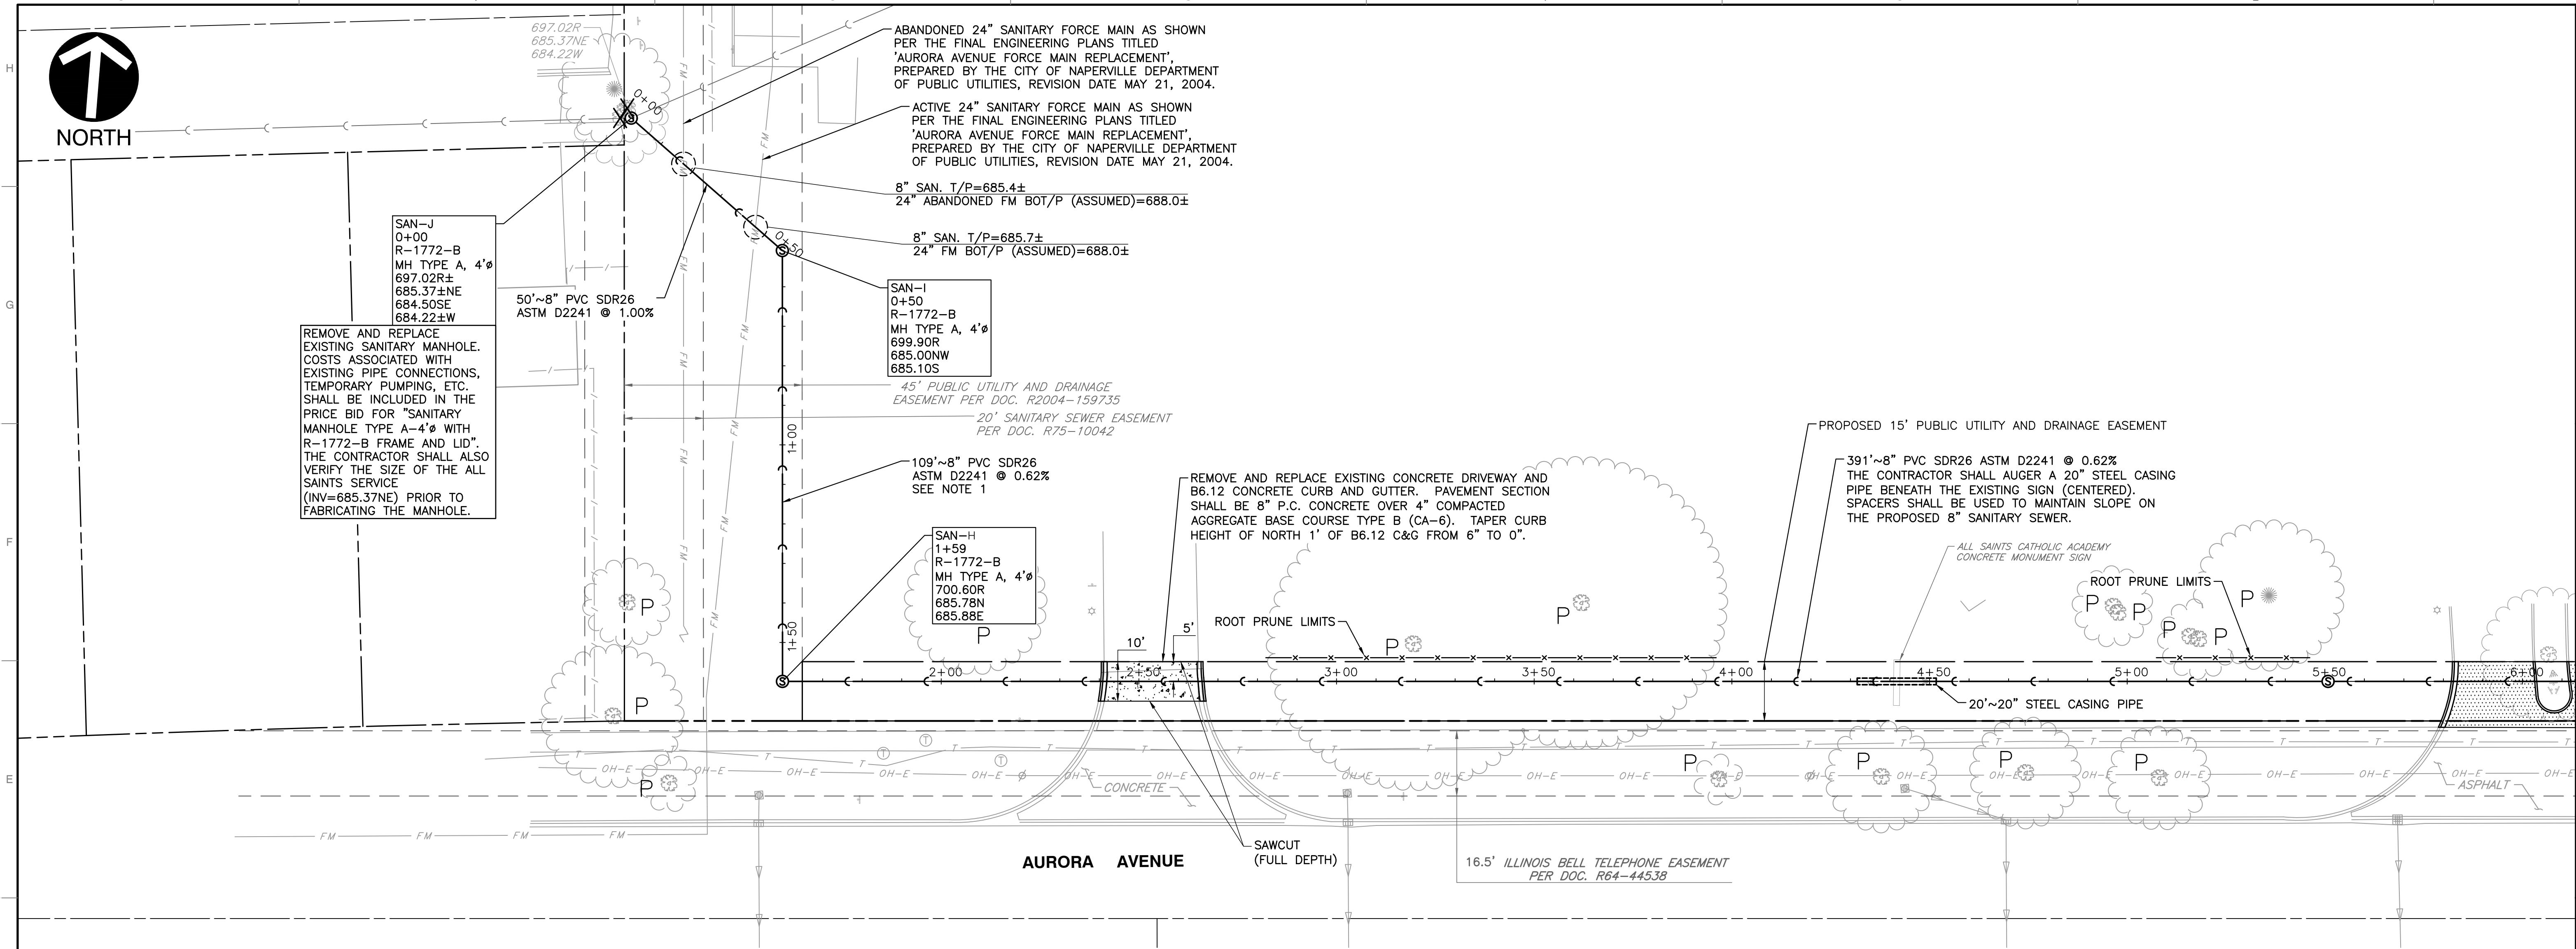 H
G
F
E
NORTH
697.02R
685.37NE
684.22W
0+00
ABANDONED 24" SANITARY FORCE MAIN AS SHOWN
PER THE FINAL ENGINEERING PLANS TITLED
'AURORA AVENUE FORCE MAIN REPLACEMENT',
PREPARED BY THE CITY OF NAPERVILLE DEPARTMENT
OF PUBLIC UTILITIES, REVISION DATE MAY 21, 2004.
ACTIVE 24" SANITARY FORCE MAIN AS SHOWN
PER THE FINAL ENGINEERING PLANS TITLED
'AURORA AVENUE FORCE MAIN REPLACEMENT',
PREPARED BY THE CITY OF NAPERVILLE DEPARTMENT
OF PUBLIC UTILITIES, REVISION DATE MAY 21, 2004.
8" SAN. T/P=685.4±
24" ABANDONED FM BOT/P (ASSUMED)=688.0±
8" SAN. T/P=685.7±
24" FM BOT/P (ASSUMED)=688.0±
0+50
SAN-J
0+00
R-1772-B
MH TYPE A, 4'ø
697.02R±
685.37±NE
684.50SE
684.22±W
50'~8" PVC SDR26
ASTM D2241 @ 1.00%
SAN-I
0+50
R-1772-B
MH TYPE A, 4'ø
699.90R
685.00NW
685.10S
REMOVE AND REPLACE
EXISTING SANITARY MANHOLE.
COSTS ASSOCIATED WITH
EXISTING PIPE CONNECTIONS,
TEMPORARY PUMPING, ETC.
SHALL BE INCLUDED IN THE
PRICE BID FOR "SANITARY
MANHOLE TYPE A-4'ø WITH
R-1772-B FRAME AND LID".
THE CONTRACTOR SHALL ALSO
VERIFY THE SIZE OF THE ALL
SAINTS SERVICE
(INV=685.37NE) PRIOR TO
FABRICATING THE MANHOLE.
45' PUBLIC UTILITY AND DRAINAGE
EASEMENT PER DOC. R2004-159735
20' SANITARY SEWER EASEMENT
PER DOC. R75-10042
1+00
109'~8" PVC SDR26
ASTM D2241 @ 0.62%
SEE NOTE 1
REMOVE AND REPLACE EXISTING CONCRETE DRIVEWAY AND
B6.12 CONCRETE CURB AND GUTTER. PAVEMENT SECTION
SHALL BE 8" P.C. CONCRETE OVER 4" COMPACTED
AGGREGATE BASE COURSE TYPE B (CA-6). TAPER CURB
HEIGHT OF NORTH 1' OF B6.12 C&G FROM 6" TO 0".
PROPOSED 15' PUBLIC UTILITY AND DRAINAGE EASEMENT
391'~8" PVC SDR26 ASTM D2241 @ 0.62%
THE CONTRACTOR SHALL AUGER A 20" STEEL CASING
PIPE BENEATH THE EXISTING SIGN (CENTERED).
SPACERS SHALL BE USED TO MAINTAIN SLOPE ON
THE PROPOSED 8" SANITARY SEWER.
SAN-H
1+59
R-1772-B
MH TYPE A, 4'ø
700.60R
685.78N
685.88E
ALL SAINTS CATHOLIC ACADEMY
CONCRETE MONUMENT SIGN
ROOT PRUNE LIMITS
ROOT PRUNE LIMITS
1+50
10'
5'
P P P P P P P P P P
2+00 2+50 3+00 3+50 4+00 4+50 5+00 5+50 6+00
20'~20" STEEL CASING PIPE
P P P P P P
T T T T T T T T T T
OH-E OH-E OH-E OH-E OH-E OH-E OH-E OH-E OH-E OH-E
CONCRETE
ASPHALT
FM FM FM FM
SAWCUT
(FULL DEPTH)
AURORA AVENUE
16.5' ILLINOIS BELL TELEPHONE EASEMENT
PER DOC. R64-44538